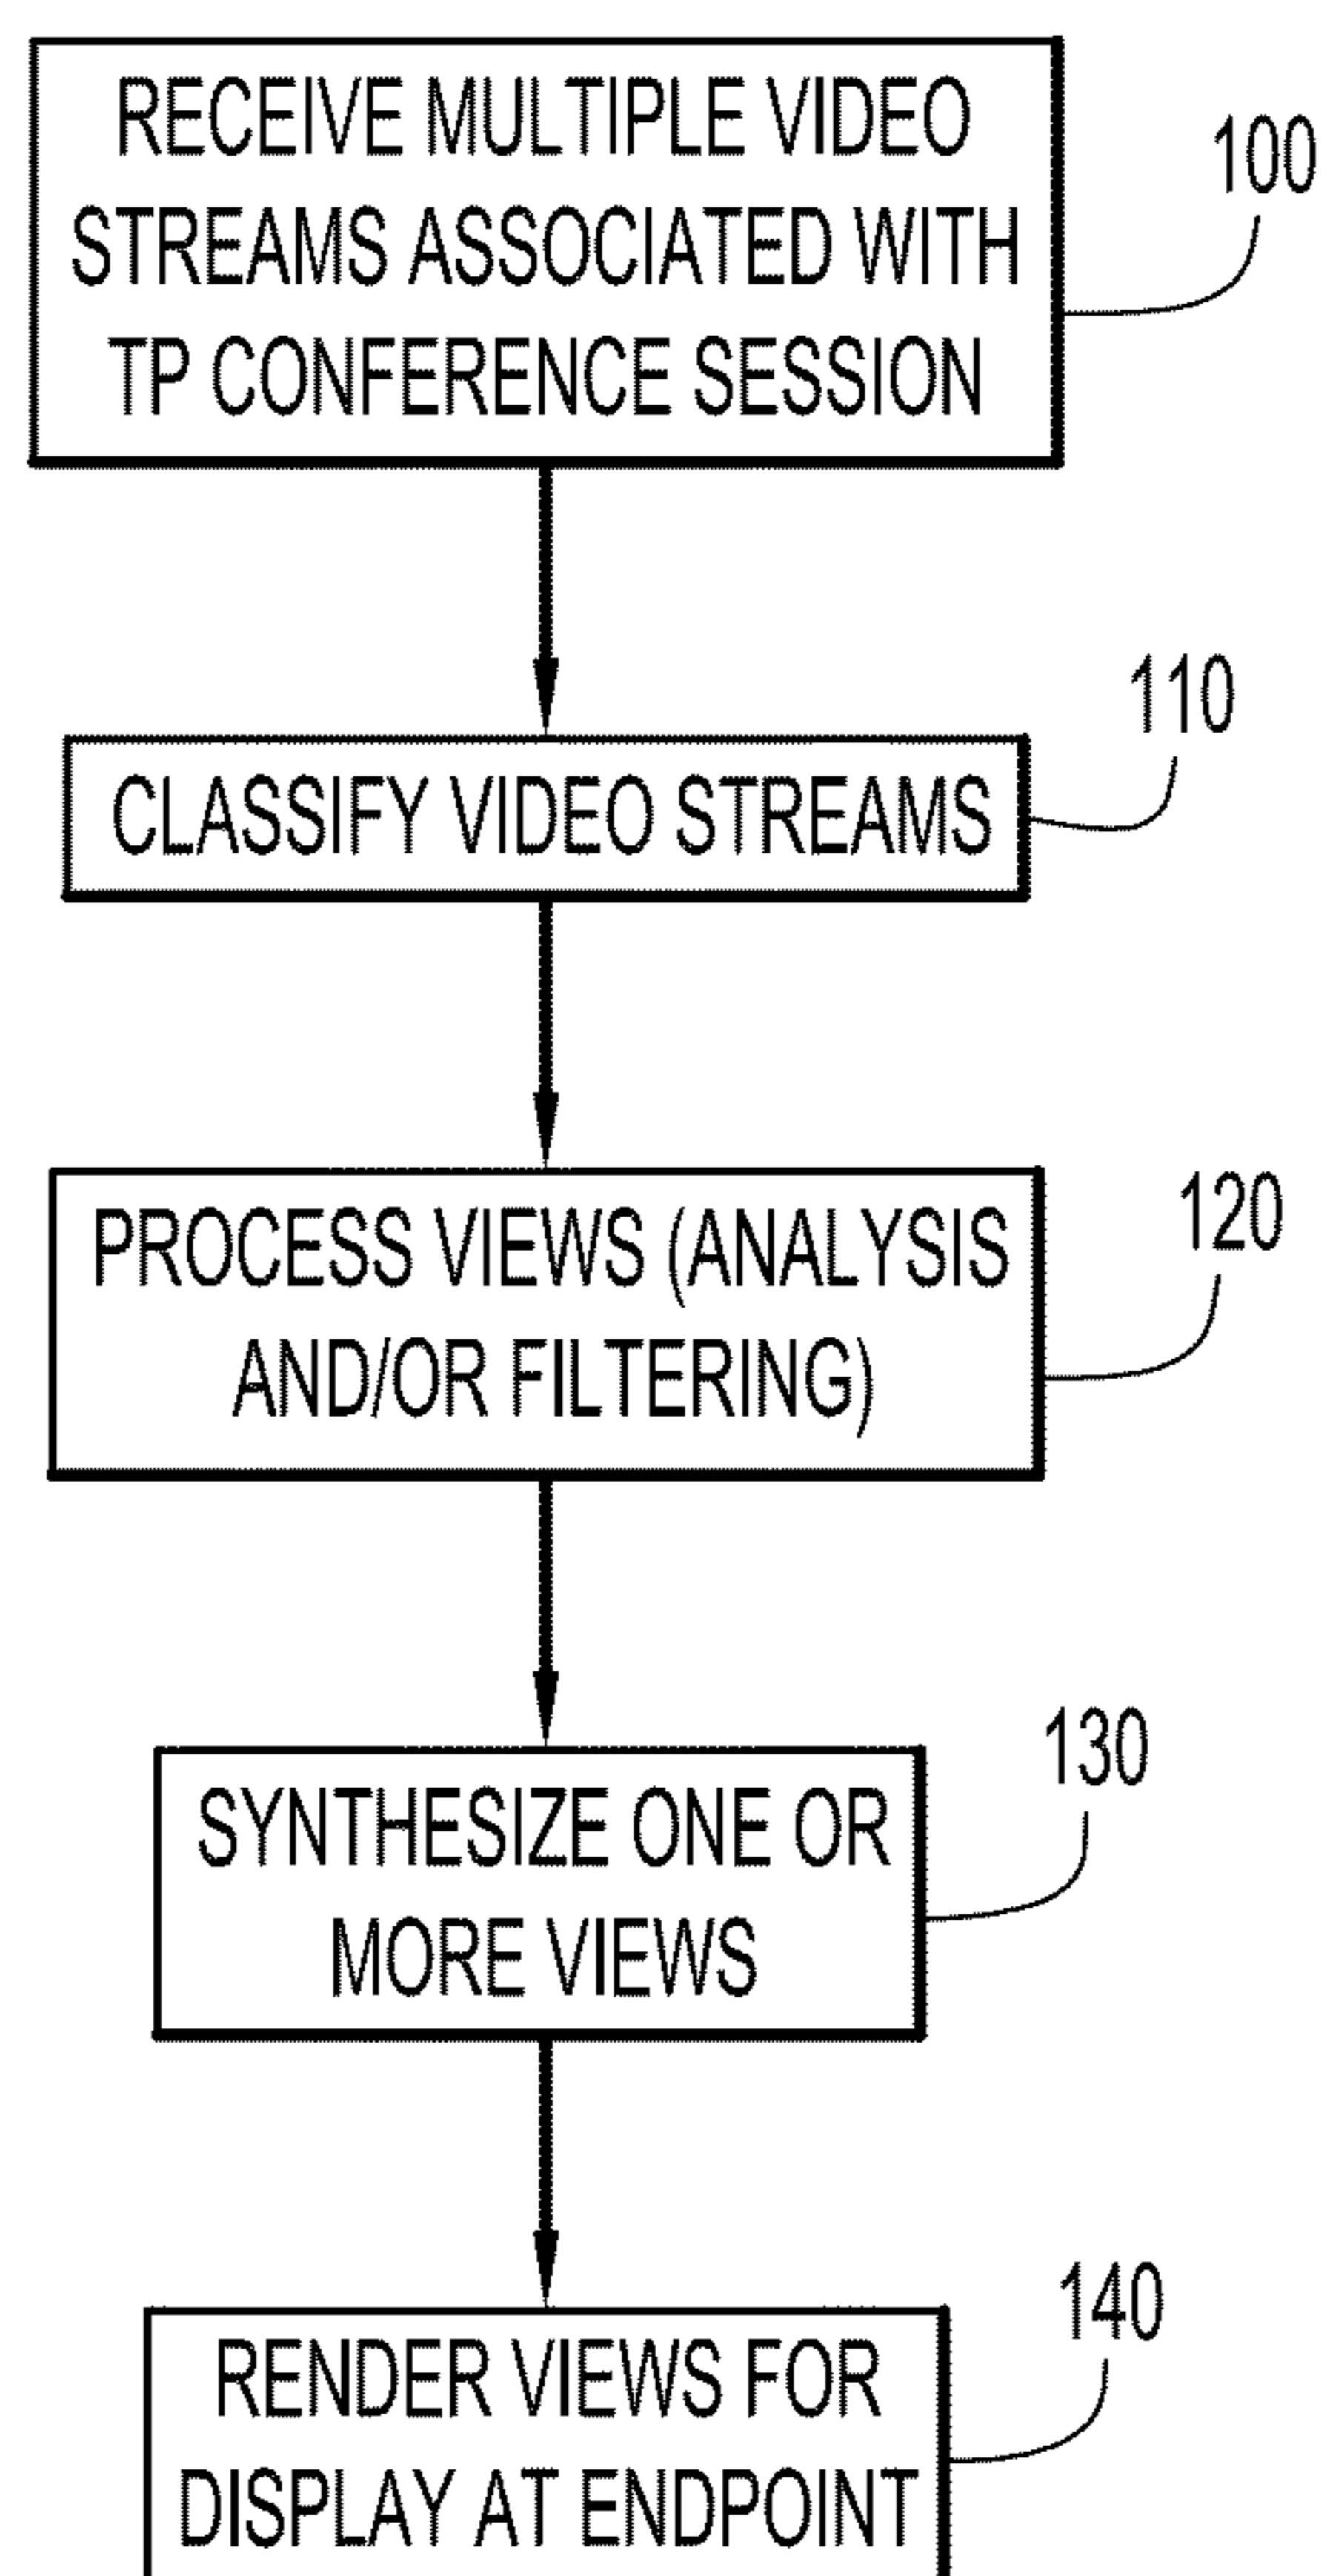 RECEIVE MULTIPLE VIDEO
STREAMS ASSOCIATED WITH
TP CONFERENCE SESSION
100
CLASSIFY VIDEO STREAMS
110
PROCESS VIEWS (ANALYSIS
AND/OR FILTERING)
120
SYNTHESIZE ONE OR
MORE VIEWS
130
RENDER VIEWS FOR
DISPLAY AT ENDPOINT
140